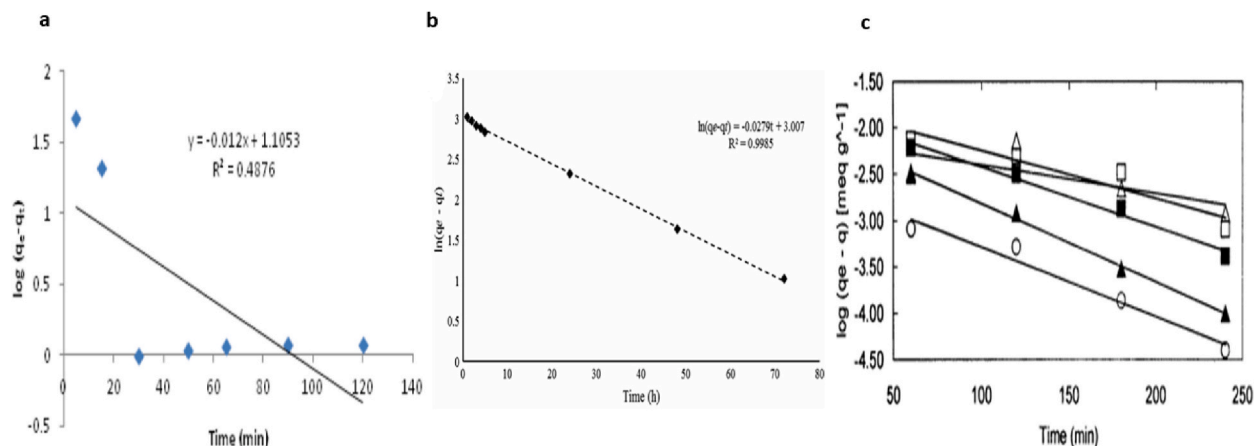 a
log (qe-qt)
2
1.5
1
0.5
0
-0.5
0 20 40 60 80 100 120 140
y = -0.012x + 1.1053
R² = 0.4876
Time (min)
b
ln(qe - qt)
3.5
3
2.5
2
1.5
1
0.5
0
0 10 20 30 40 50 60 70 80
ln(qe-qt) = -0.0279t + 3.007
R² = 0.9985
Time (h)
c
log (qe - q) [meq g^-1]
-1.50
-2.00
-2.50
-3.00
-3.50
-4.00
-4.50
50 100 150 200 250
Time (min)